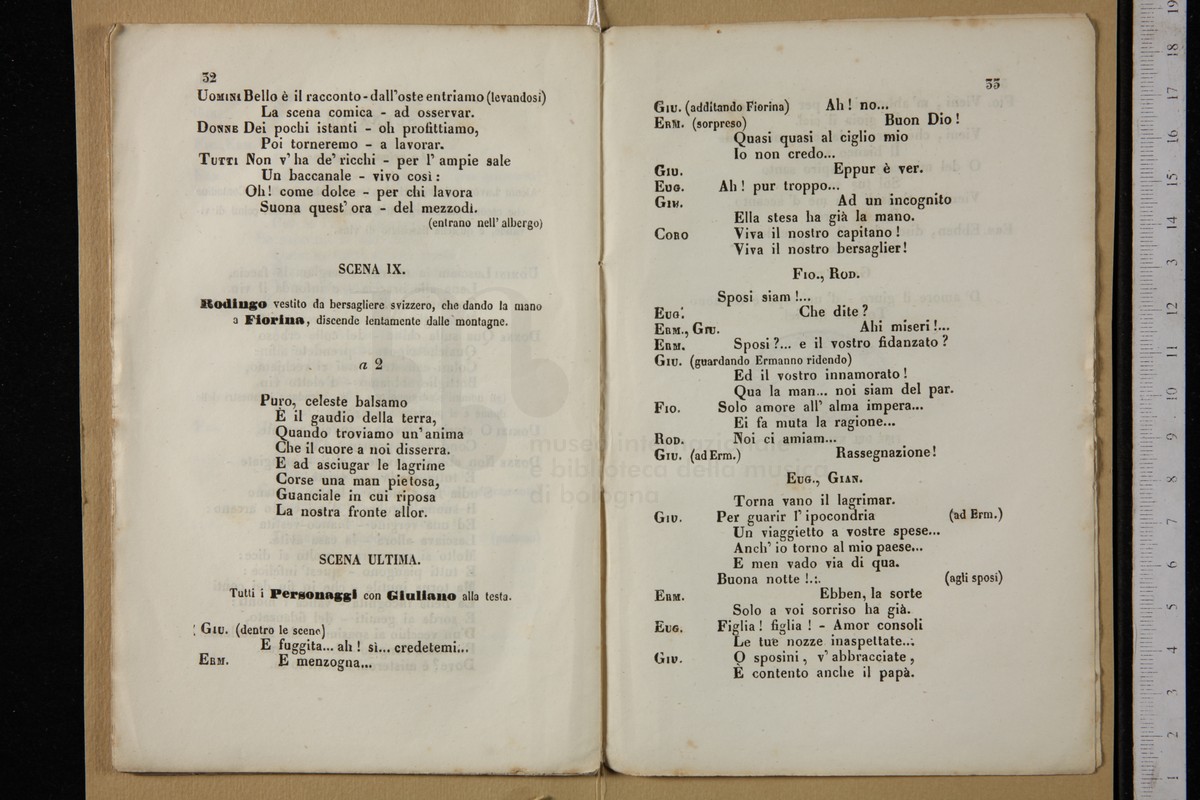 32
UOMINI Bello è il racconto - dall'oste entriamo (levandosi)
La scena comica - ad osservar.
DONNE Dei pochi istanti - oh profittiamo,
Poi torneremo - a lavorar.
TUTTI Non v'ha de' ricchi - per l'ampie sale
Un baccanale - vivo così:
Oh! come dolce - per chi lavora
Suona quest'ora - del mezzodì.
(entrano nell'albergo)
SCENA IX.
Rodingo vestito da bersagliere svizzero, che dando la mano
a Fiorina, discende lentamente dalle montagne.
a 2
Puro, celeste balsamo
È il gaudio della terra,
Quando troviamo un'anima
Che il cuore a noi disserra.
E ad asciugar le lagrime
Corse una man pietosa,
Guanciale in cui riposa
La nostra fronte allor.
SCENA ULTIMA.
Tutti i Personaggi con Giuliano alla testa.
GIU. (dentro le scene)
E fuggita... ah! sì... credetemi...
ERM. E menzogna...
33
GIU. (additando Fiorina) Ah! no...
ERM. (sorpreso) Buon Dio!
Quasi quasi al ciglio mio
Io non credo...
GIU. Eppur è ver.
EUG. Ah! pur troppo...
GIU. Ad un incognito
Ella stesa ha già la mano.
CORO Viva il nostro capitano!
Viva il nostro bersaglier!
FIO., ROD.
Sposi siam!...
EUG. Che dite?
ERM., GIU. Ahi miseri!...
ERM. Sposi?... e il vostro fidanzato?
GIU. (guardando Ermanno ridendo)
Ed il vostro innamorato!
Qua la man... noi siam del par.
FIO. Solo amore all'alma impera...
Ei fa muta la ragione...
ROD. Noi ci amiam...
GIU. (ad Erm.) Rassegnazione!
EUG., GIAN.
Torna vano il lagrimar.
GIU. Per guarir l'ipocondria (ad Erm.)
Un viaggietto a vostre spese...
Anch'io torno al mio paese...
E men vado via di qua.
Buona notte!... (agli sposi)
ERM. Ebben, la sorte
Solo a voi sorriso ha già.
EUG. Figlia! figlia! - Amor consoli
Le tue nozze inaspettate...
GIU. O sposini, v'abbracciate,
È contento anche il papà.
museo internazionale
e biblioteca della musica
di bologna